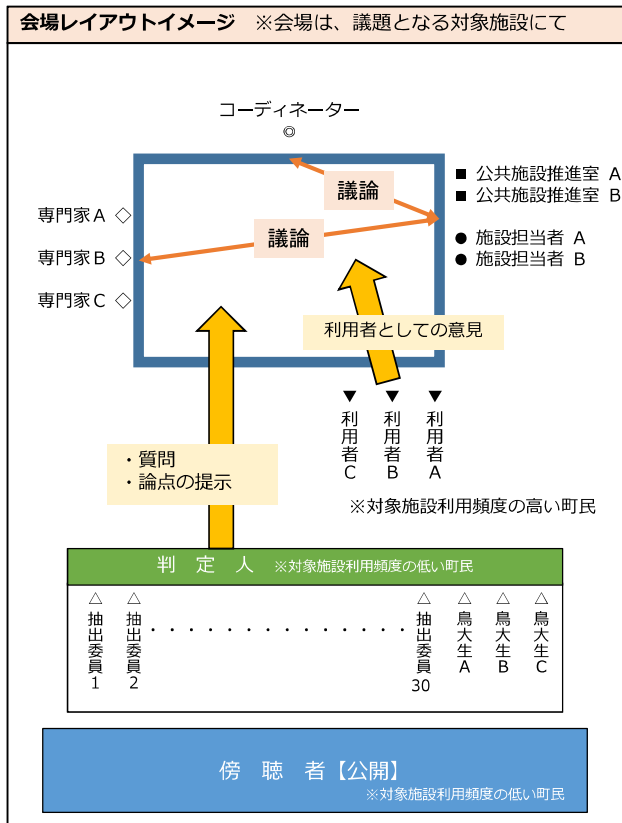 会場レイアウトイメージ ※会場は、議題となる対象施設にて
コーディネーター
◎
議論
議論
■ 公共施設推進室 A
■ 公共施設推進室 B
● 施設担当者 A
● 施設担当者 B
専門家A ◇
専門家B ◇
専門家C ◇
利用者としての意見
▼利用者C
▼利用者B
▼利用者A
※対象施設利用頻度の高い町民
・質問
・論点の提示
判 定 人 ※対象施設利用頻度の低い町民
△抽出委員1
△抽出委員2
・・・・・・・・・・・・・・
△抽出委員30
△鳥大生A
△鳥大生B
△鳥大生C
傍 聴 者【公開】
※対象施設利用頻度の低い町民